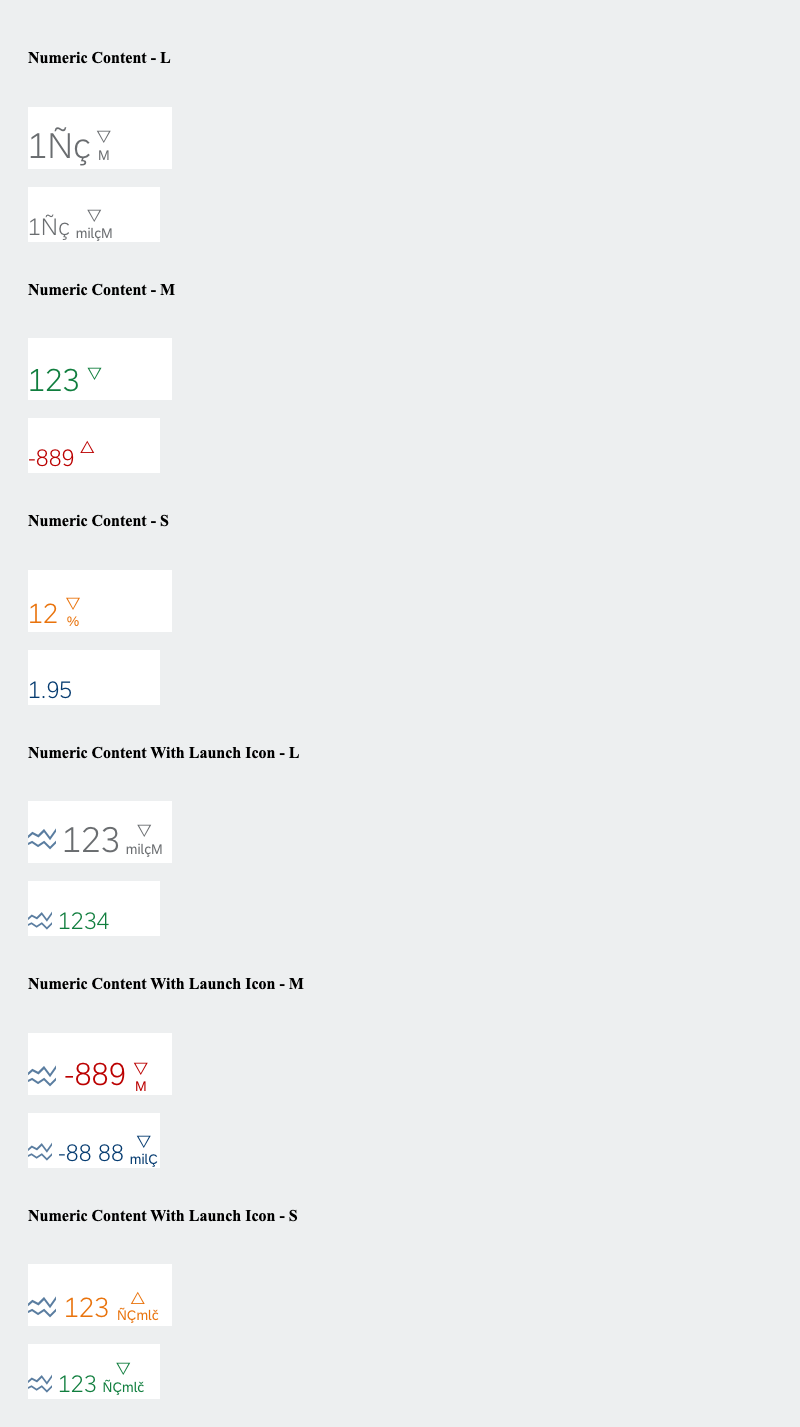 Numeric Content - L
1Ñç M
1Ñç milçM
Numeric Content - M
123
-889
Numeric Content - S
12 %
1.95
Numeric Content With Launch Icon - L
123 milçM
1234
Numeric Content With Launch Icon - M
-889 M
-88 88 milÇ
Numeric Content With Launch Icon - S
123 ÑÇmlč
123 ÑÇmlč